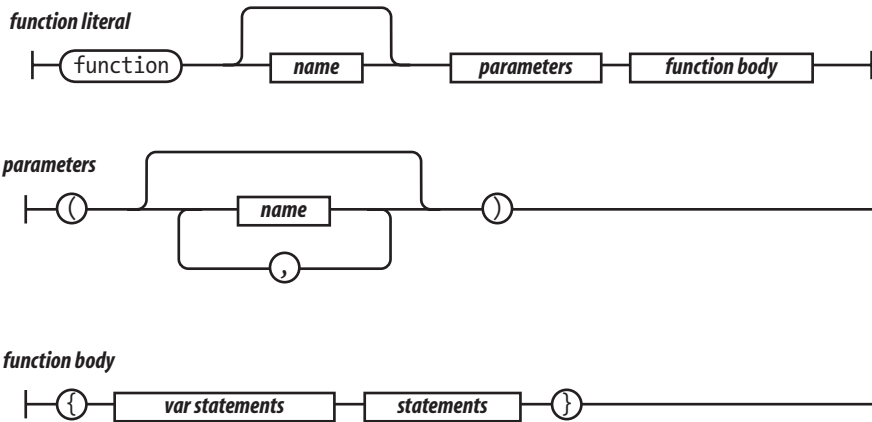 function literal
function name parameters function body
parameters
( name )
,
function body
{ var statements statements }